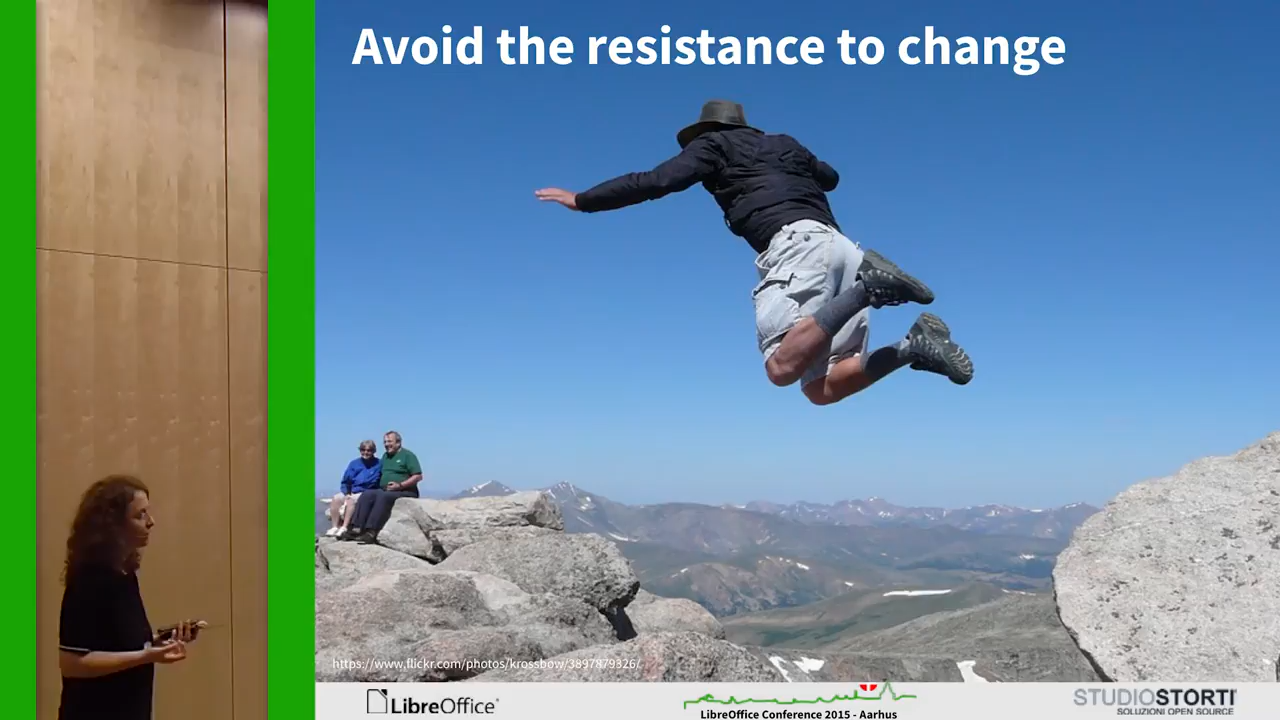 Avoid the resistance to change
https://www.flickr.com/photos/krossbow/3897879326/
LibreOffice®
LibreOffice Conference 2015 - Aarhus
STUDIOSTORTI
SOLUZIONI OPEN SOURCE